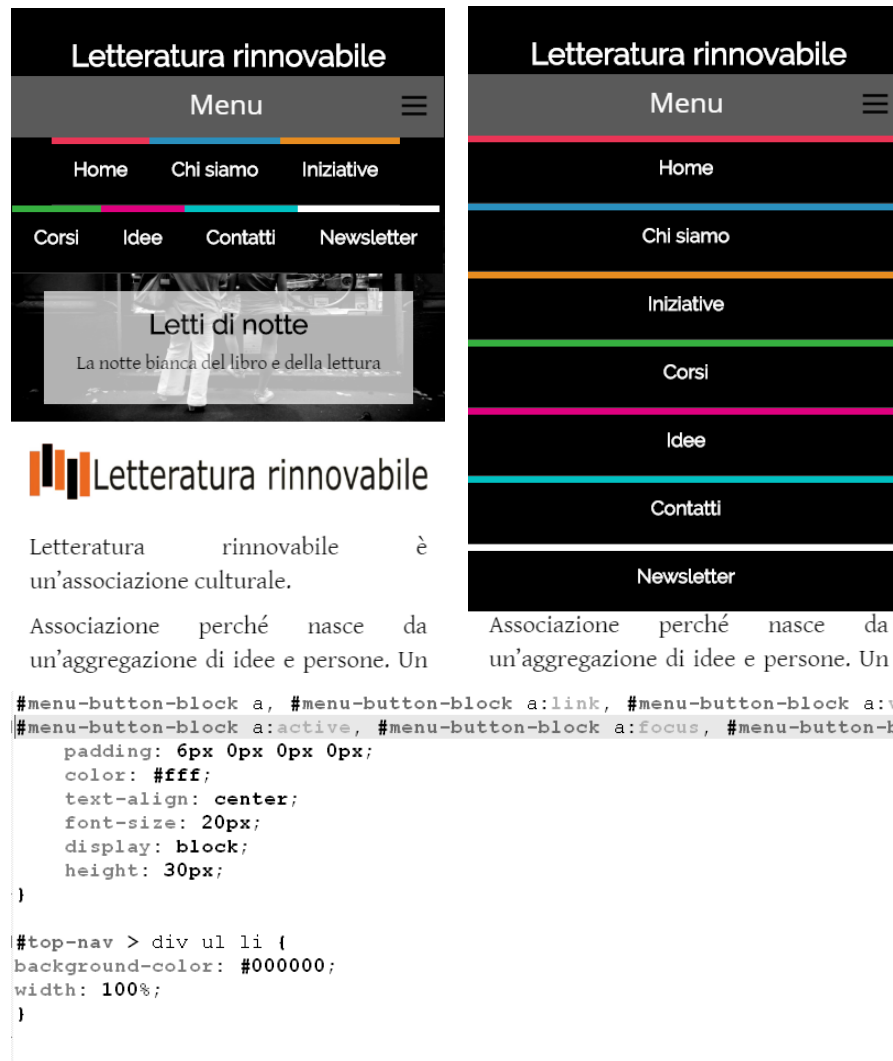 Letteratura rinnovabile
Menu
Home Chi siamo Iniziative
Corsi Idee Contatti Newsletter
Letti di notte
La notte bianca del libro e della lettura
Letteratura rinnovabile
Letteratura rinnovabile è
un'associazione culturale.
Associazione perché nasce da
un'aggregazione di idee e persone. Un
Letteratura rinnovabile
Menu
Home
Chi siamo
Iniziative
Corsi
Idee
Contatti
Newsletter
Associazione perché nasce da
un'aggregazione di idee e persone. Un
#menu-button-block a, #menu-button-block a:link, #menu-button-block a:
#menu-button-block a:active, #menu-button-block a:focus, #menu-button-
padding: 6px 0px 0px 0px;
color: #fff;
text-align: center;
font-size: 20px;
display: block;
height: 30px;
}
#top-nav > div ul li {
background-color: #000000;
width: 100%;
}